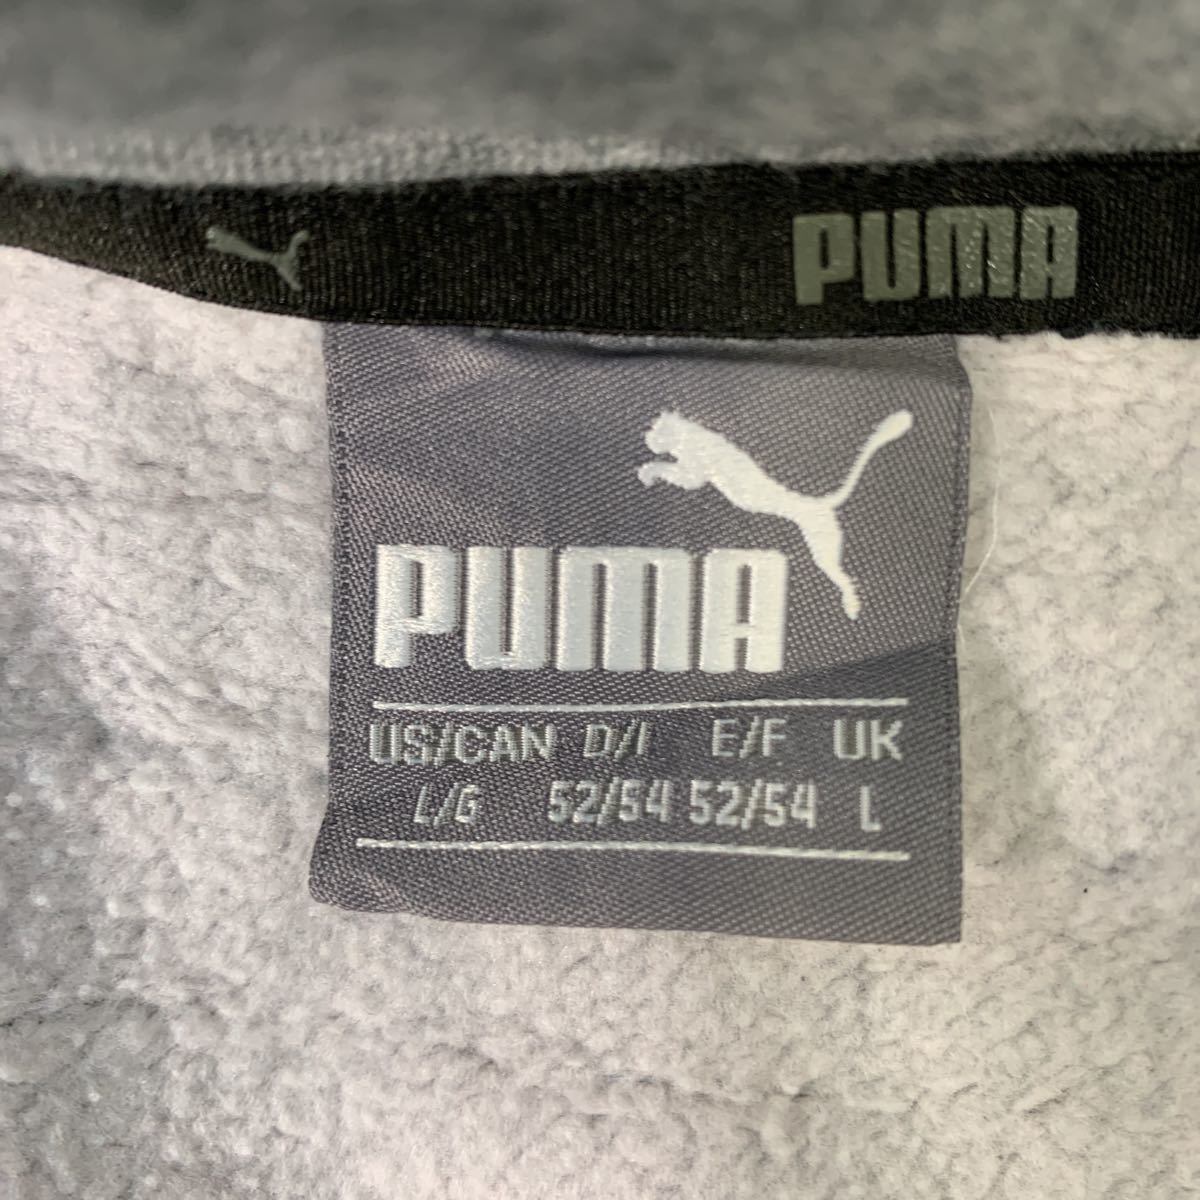 PUMA
PUMA
US/CAN D/I E/F UK
L/G 52/54 52/54 L